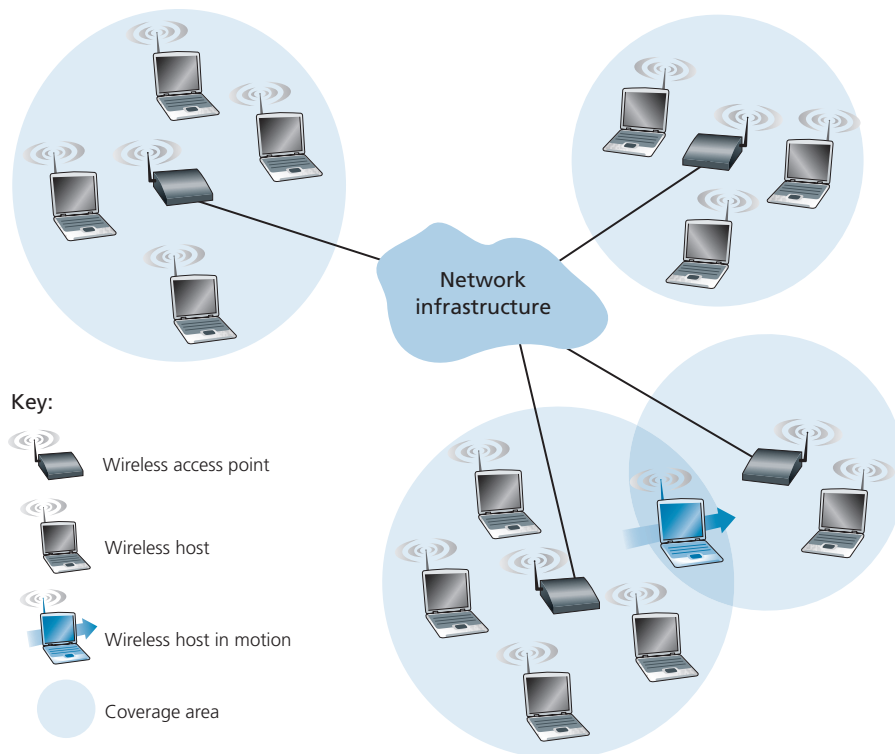 Network
infrastructure
Key:
Wireless access point
Wireless host
Wireless host in motion
Coverage area